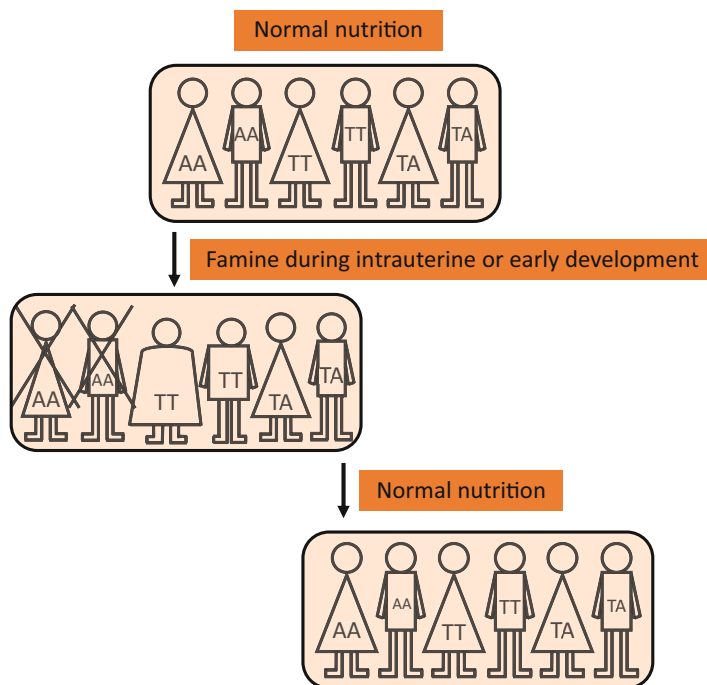 Normal nutrition
AA AA TT TT TA TA
Famine during intrauterine or early development
AA AA TT TT TA TA
Normal nutrition
AA AA TT TT TA TA